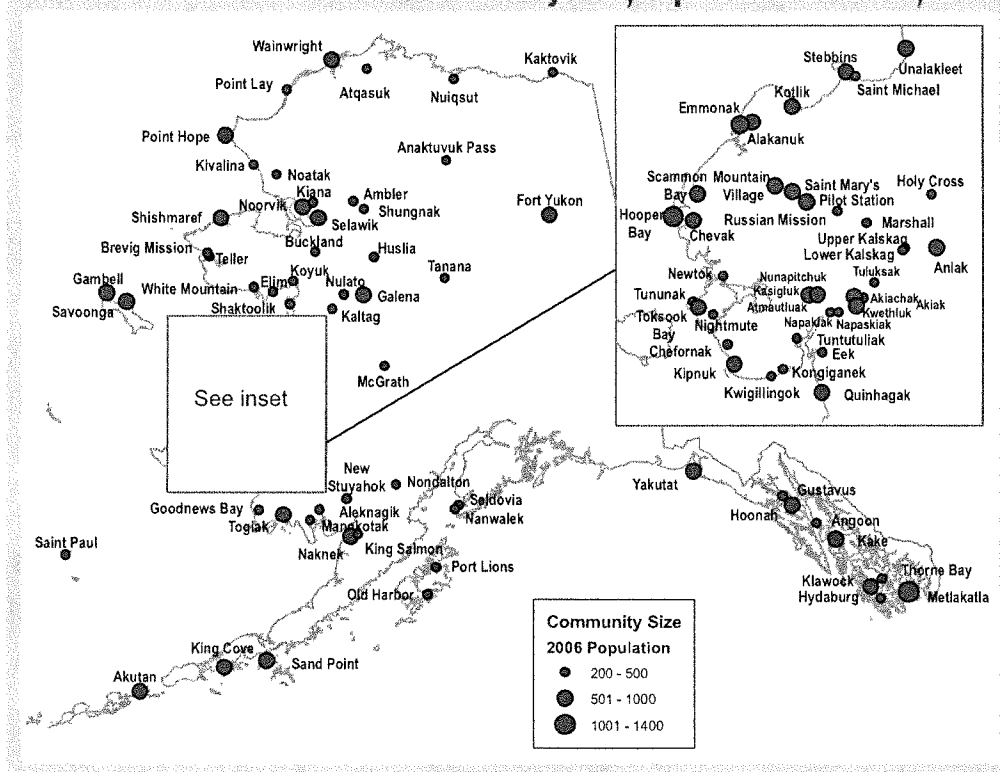 Wainwright
Kaktovik
Point Lay
Atqasuk
Nuiqsut
Point Hope
Anaktuvuk Pass
Kivalina
Noatak
Kiana
Ambler
Noorvik
Shungnak
Fort Yukon
Shishmaref
Selawik
Buckland
Huslia
Brevig Mission
Teller
Koyuk
Tanana
Gambell
White Mountain
Elim
Nulato
Galena
Savoonga
Shaktoolik
Kaltag
McGrath
See inset
Stebbins
Unalakleet
Saint Michael
Kotlik
Emmonak
Alakanuk
Scammon
Bay
Mountain
Village
Saint Mary's
Holy Cross
Pilot Station
Hooper
Bay
Russian Mission
Marshall
Chevak
Upper Kalskag
Lower Kalskag
Anlak
Newtok
Nunapitchuk
Tuluksak
Kasigluk
Tununak
Atmautluak
Akiachak
Akiak
Kwethluk
Toksook
Bay
Nightmute
Napakiak
Napaskiak
Tuntutuliak
Chefornak
Eek
Kipnuk
Kongiganek
Kwigillingok
Quinhagak
New
Stuyahok
Nondalton
Goodnews Bay
Aleknagik
Seldovia
Nanwalek
Togiak
Manokotak
Naknek
King Salmon
Saint Paul
Port Lions
Old Harbor
King Cove
Sand Point
Akutan
Yakutat
Gustavus
Hoonah
Angoon
Kake
Thorne Bay
Klawock
Hydaburg
Metlakatla
Community Size
2006 Population
200 - 500
501 - 1000
1001 - 1400